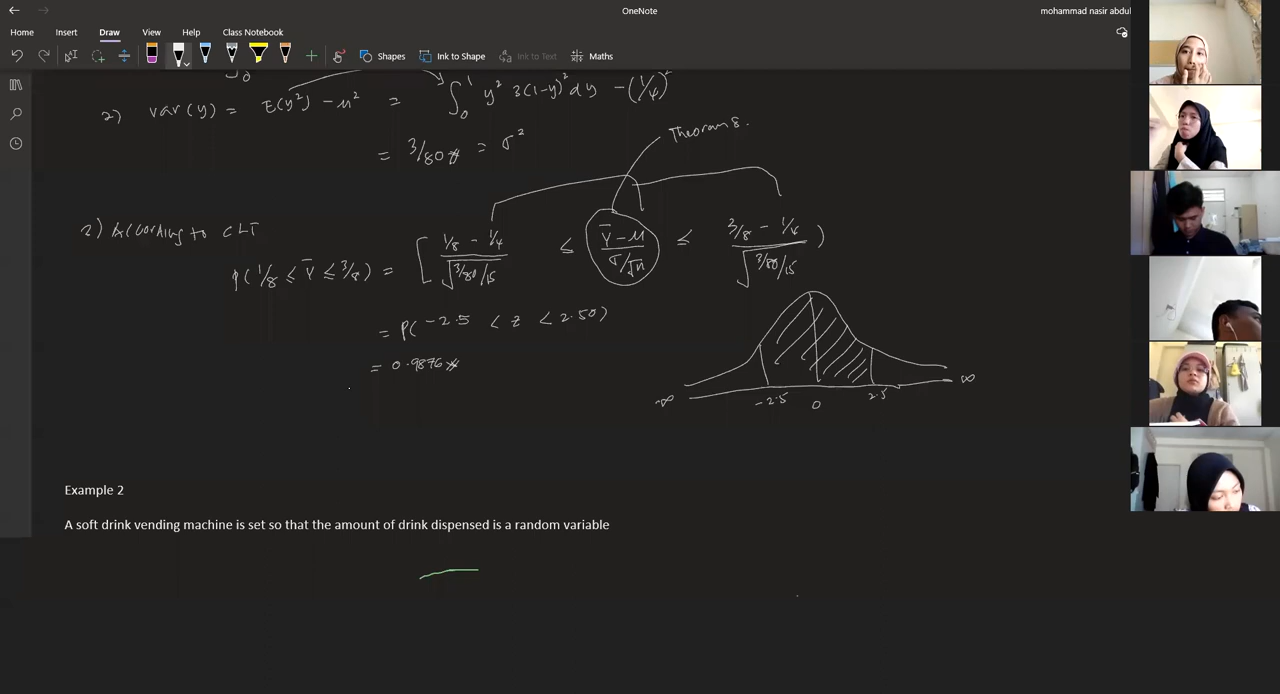 OneNote
mohammad nasir abdul
Home Insert Draw View Help Class Notebook
Shapes Ink to Shape Ink to Text Maths
2) Var(y) = E(y²) - μ² = ∫₀¹ y² 3(1-y)² dy - (1/4)²
= 3/80 = σ²
Theorem 8.
2) According to CLT
P(1/8 ≤ Ȳ ≤ 3/8) = [ (1/8 - 1/4) / √(3/80/15) ≤ (Ȳ - μ) / (σ/√n) ≤ (3/8 - 1/4) / √(3/80/15) )
= P(-2.5 < z < 2.50)
= 0.9876
-∞ -2.5 0 2.5 ∞
Example 2
A soft drink vending machine is set so that the amount of drink dispensed is a random variable